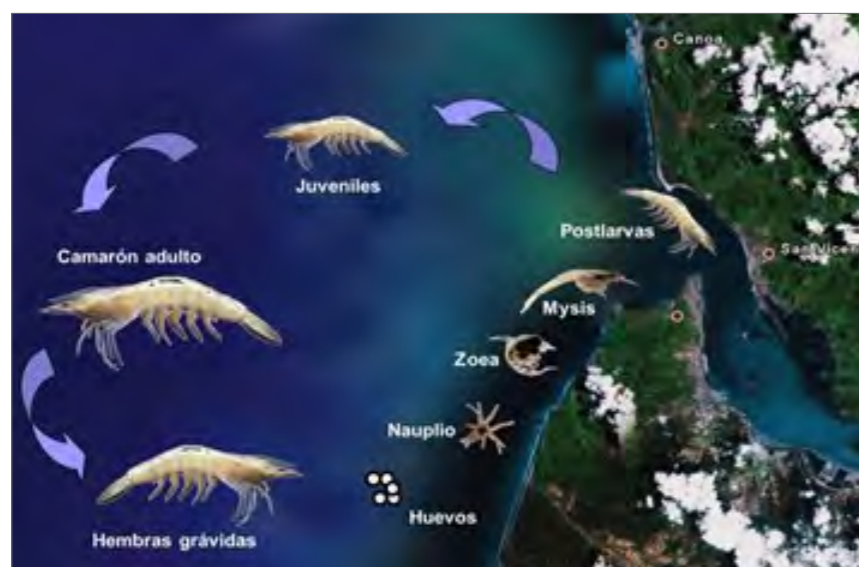 Canoa
Juveniles
Postlarvas
Camarón adulto
Mysis
Zoea
Nauplio
Huevos
Hembras grávidas